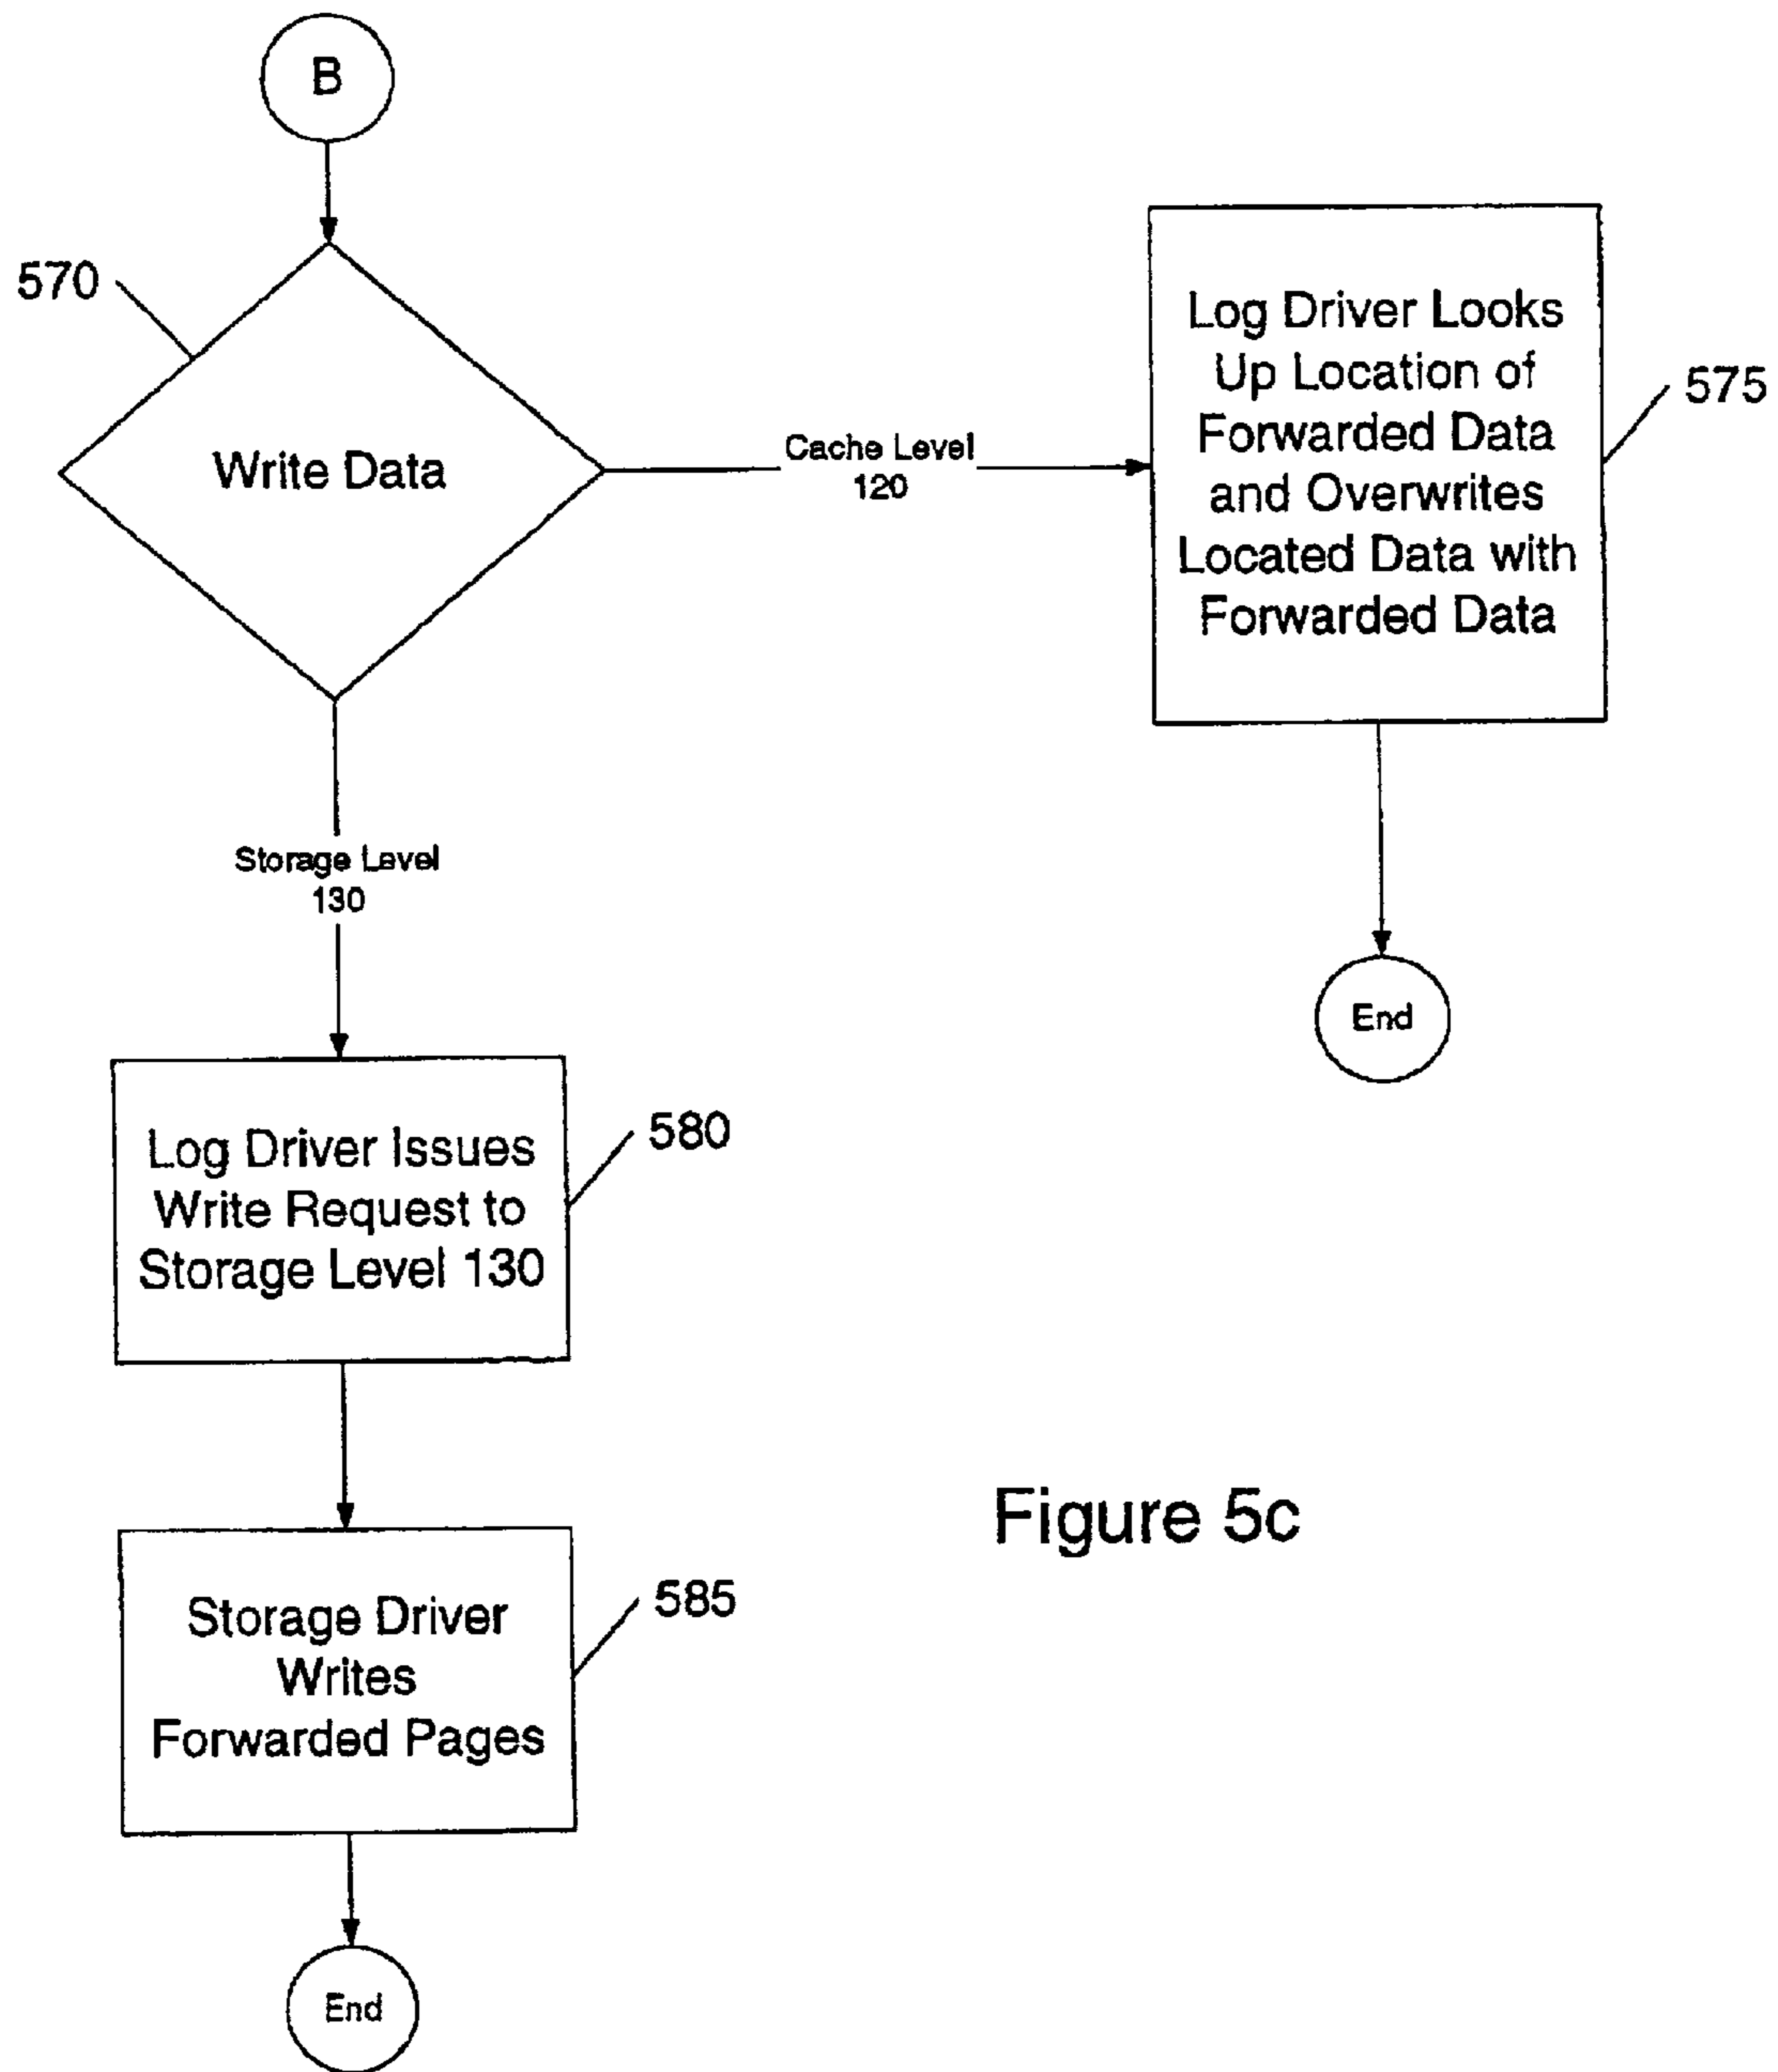 B
570
Write Data
Cache Level
120
Log Driver Looks
Up Location of
Forwarded Data
and Overwrites
Located Data with
Forwarded Data
575
End
Storage Level
130
Log Driver Issues
Write Request to
Storage Level 130
580
Storage Driver
Writes
Forwarded Pages
585
End
Figure 5c